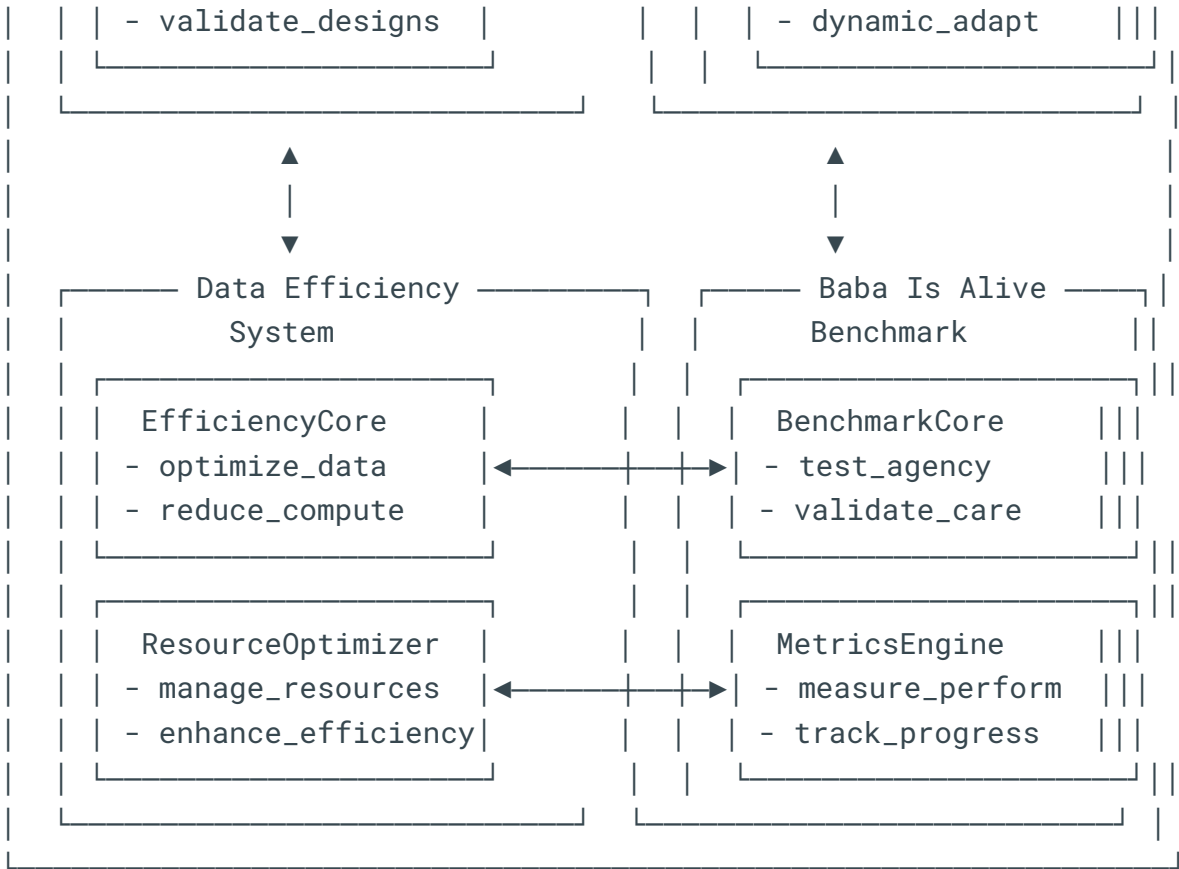 - validate_designs - dynamic_adapt
Data Efficiency Baba Is Alive
System Benchmark
EfficiencyCore BenchmarkCore
- optimize_data - test_agency
- reduce_compute - validate_care
ResourceOptimizer MetricsEngine
- manage_resources - measure_perform
- enhance_efficiency - track_progress